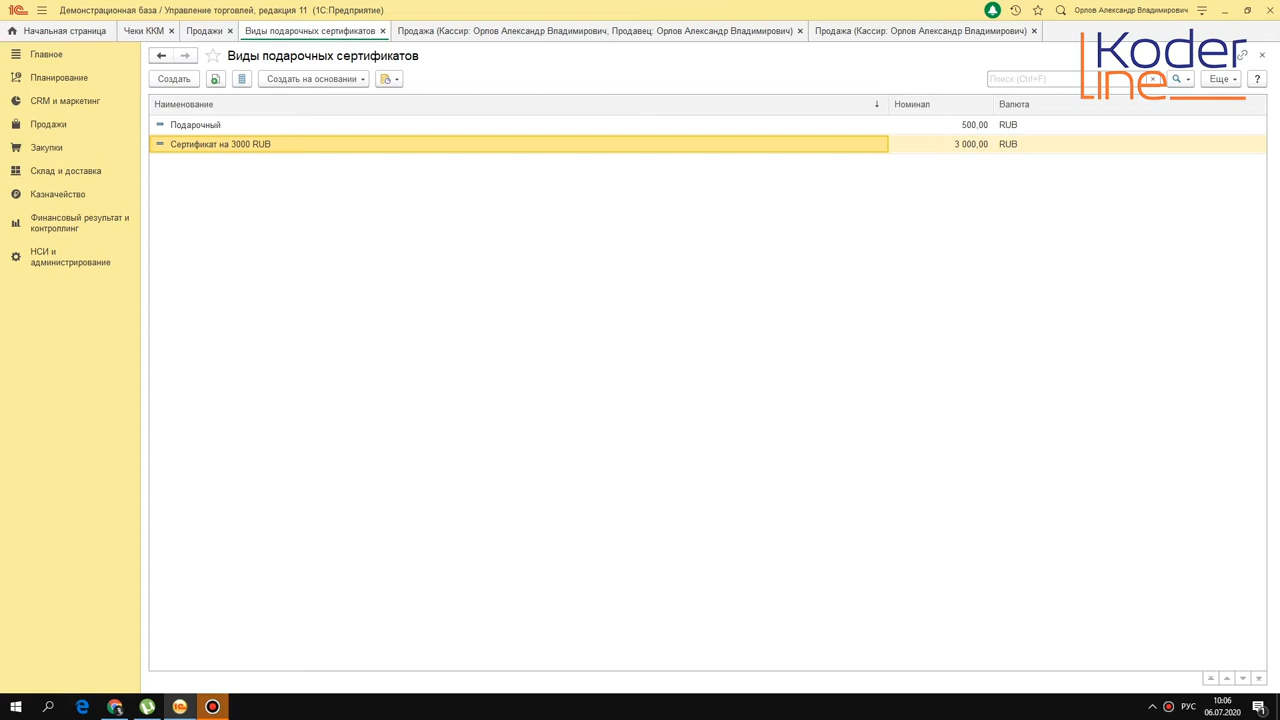 Демонстрационная база / Управление торговлей, редакция 11 (1С:Предприятие)
Орлов Александр Владимирович
Начальная страница
Чеки ККМ
Продажи
Виды подарочных сертификатов
Продажа (Кассир: Орлов Александр Владимирович, Продавец: Орлов Александр Владимирович)
Продажа (Кассир: Орлов Александр Владимирович)
Главное
Планирование
CRM и маркетинг
Продажи
Закупки
Склад и доставка
Казначейство
Финансовый результат и
контроллинг
НСИ и
администрирование
Виды подарочных сертификатов
Koder
line
Создать
Создать на основании
Поиск (Ctrl+F)
Еще
?
Наименование
Номинал
Валюта
Подарочный
500,00
RUB
Сертификат на 3000 RUB
3 000,00
RUB
РУС
10:06
06.07.2020
1